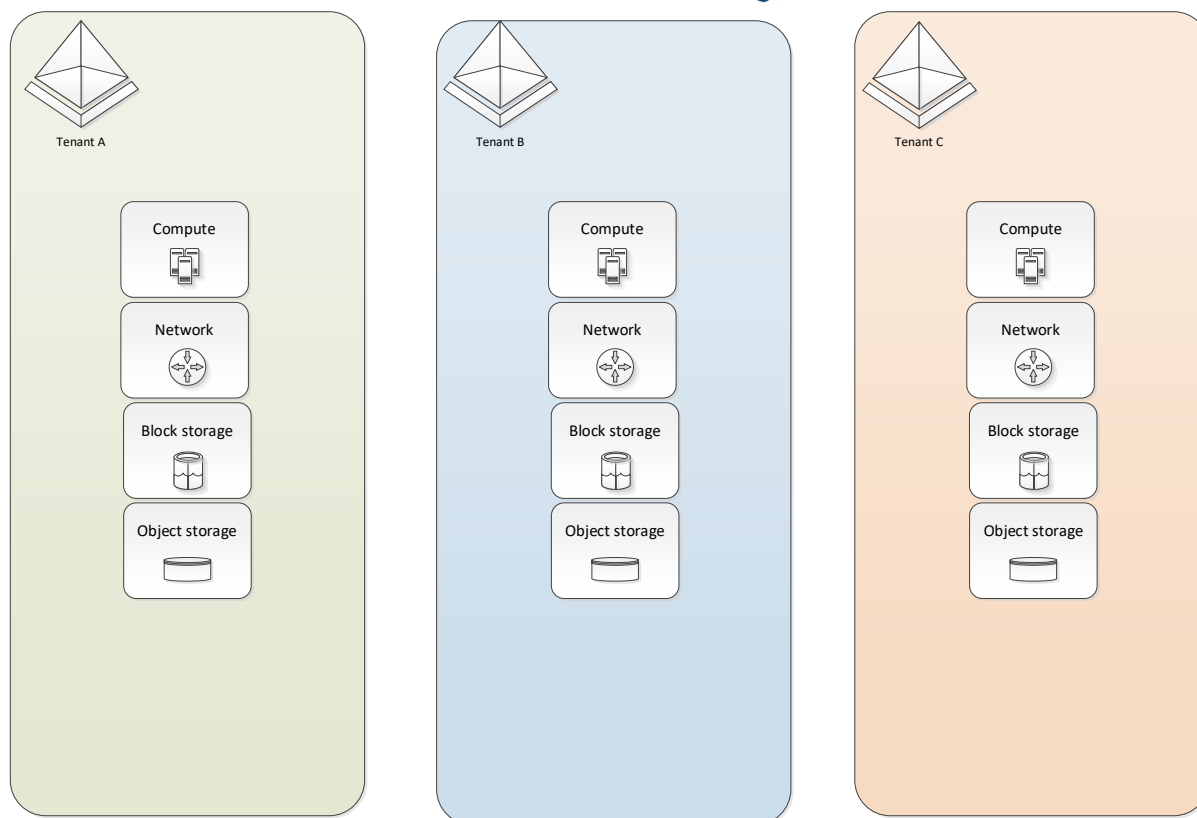 Tenant A
Tenant B
Tenant C
Compute
Network
Block storage
Object storage
Compute
Network
Block storage
Object storage
Compute
Network
Block storage
Object storage